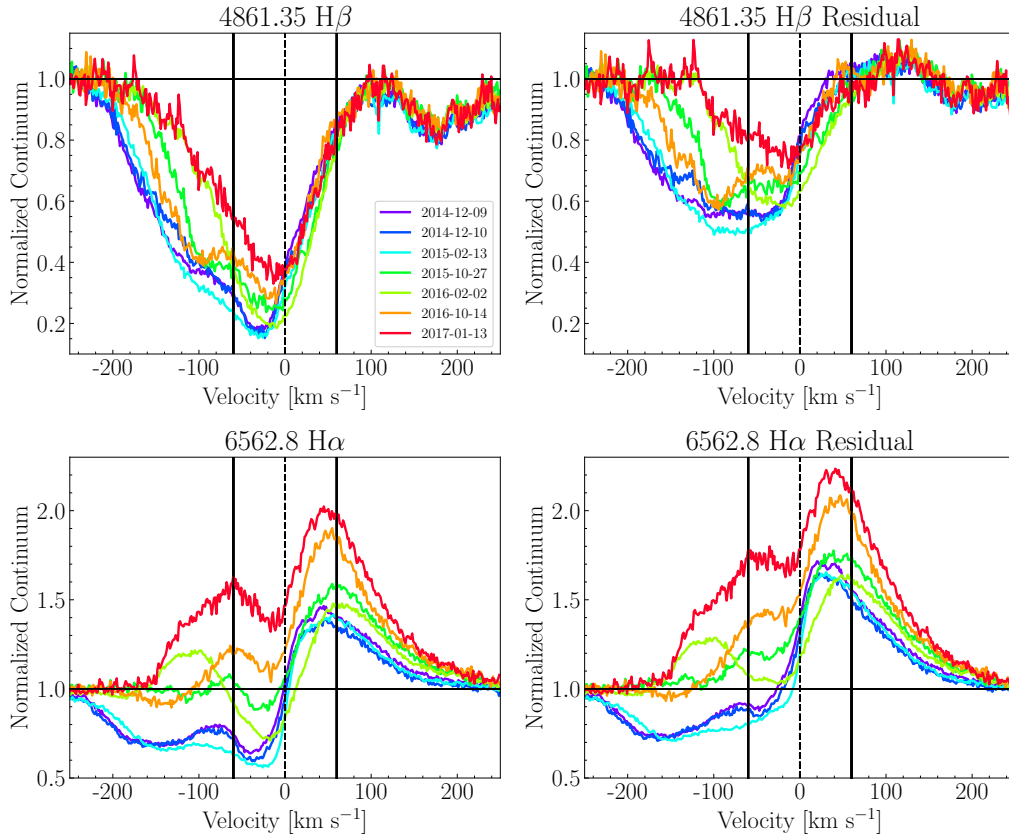 4861.35 Hβ
4861.35 Hβ Residual
Normalized Continuum
1.0
0.8
0.6
0.4
0.2
2014-12-09
2014-12-10
2015-02-13
2015-10-27
2016-02-02
2016-10-14
2017-01-13
-200 -100 0 100 200
Velocity [km s⁻¹]
Normalized Continuum
1.0
0.8
0.6
0.4
0.2
-200 -100 0 100 200
Velocity [km s⁻¹]
6562.8 Hα
6562.8 Hα Residual
Normalized Continuum
2.0
1.5
1.0
0.5
-200 -100 0 100 200
Velocity [km s⁻¹]
Normalized Continuum
2.0
1.5
1.0
0.5
-200 -100 0 100 200
Velocity [km s⁻¹]